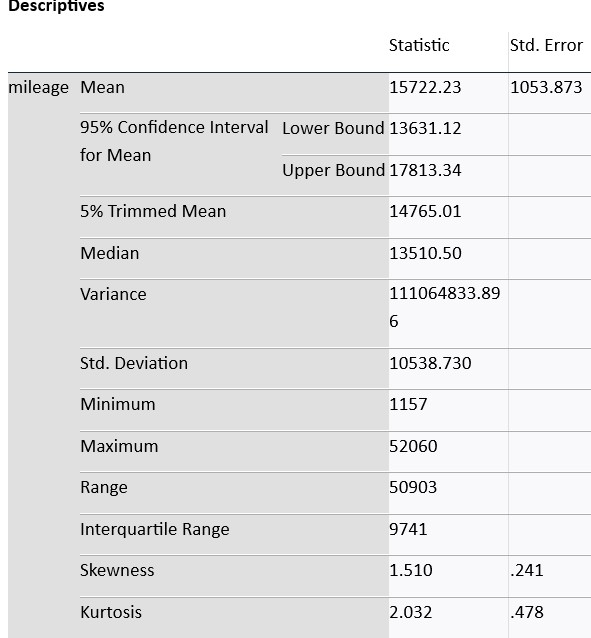 Descriptives
Statistic Std. Error
mileage Mean 15722.23 1053.873
95% Confidence Interval for Mean Lower Bound 13631.12
Upper Bound 17813.34
5% Trimmed Mean 14765.01
Median 13510.50
Variance 111064833.896
Std. Deviation 10538.730
Minimum 1157
Maximum 52060
Range 50903
Interquartile Range 9741
Skewness 1.510 .241
Kurtosis 2.032 .478